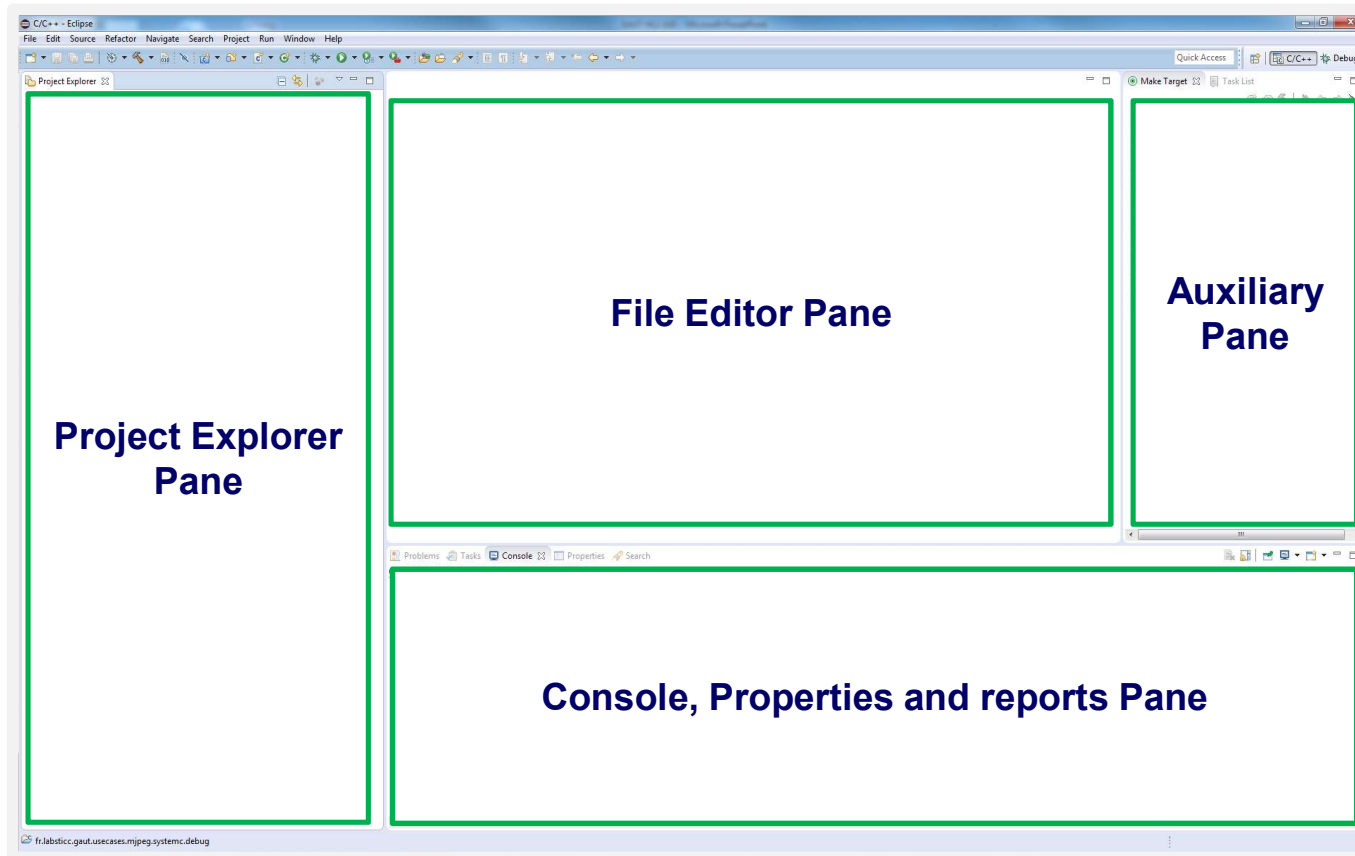 C/C++ - Eclipse
File Edit Source Refactor Navigate Search Project Run Window Help
Quick Access C/C++ Debug
Project Explorer
Make Target Task List
File Editor Pane
Auxiliary
Pane
Project Explorer
Pane
Problems Tasks Console Properties Search
Console, Properties and reports Pane
fr.labsticc.gaut.usecases.mjpeg.systemc.debug